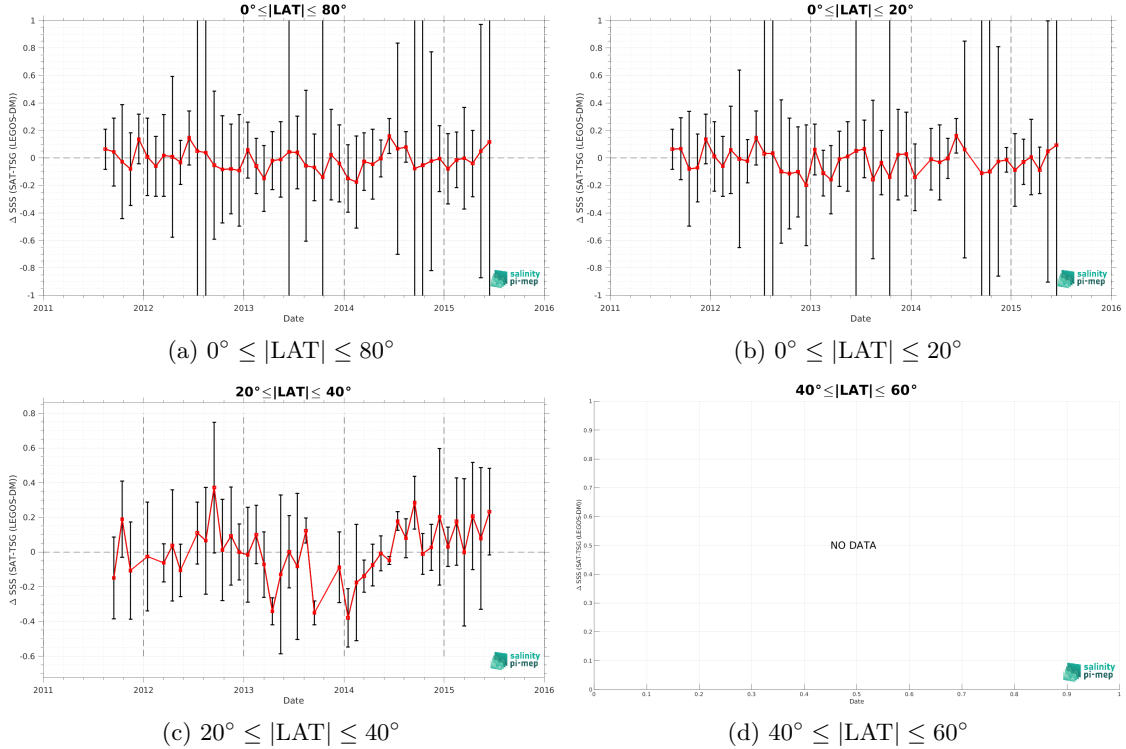 0°≤|LAT|≤ 80°
Δ SSS (SAT-TSG (LEGOS-DM))
1
0.8
0.6
0.4
0.2
0
-0.2
-0.4
-0.6
-0.8
-1
2011
2012
2013
2014
2015
2016
Date
salinity
pi-mep
(a) 0° ≤ |LAT| ≤ 80°
0°≤|LAT|≤ 20°
Δ SSS (SAT-TSG (LEGOS-DM))
1
0.8
0.6
0.4
0.2
0
-0.2
-0.4
-0.6
-0.8
-1
2011
2012
2013
2014
2015
2016
Date
salinity
pi-mep
(b) 0° ≤ |LAT| ≤ 20°
20°≤|LAT|≤ 40°
Δ SSS (SAT-TSG (LEGOS-DM))
0.8
0.6
0.4
0.2
0
-0.2
-0.4
-0.6
2011
2012
2013
2014
2015
2016
Date
salinity
pi-mep
(c) 20° ≤ |LAT| ≤ 40°
40°≤|LAT|≤ 60°
Δ SSS (SAT-TSG (LEGOS-DM))
1
0.9
0.8
0.7
0.6
0.5
0.4
0.3
0.2
0.1
0
NO DATA
0
0.1
0.2
0.3
0.4
0.5
0.6
0.7
0.8
0.9
1
Date
salinity
pi-mep
(d) 40° ≤ |LAT| ≤ 60°